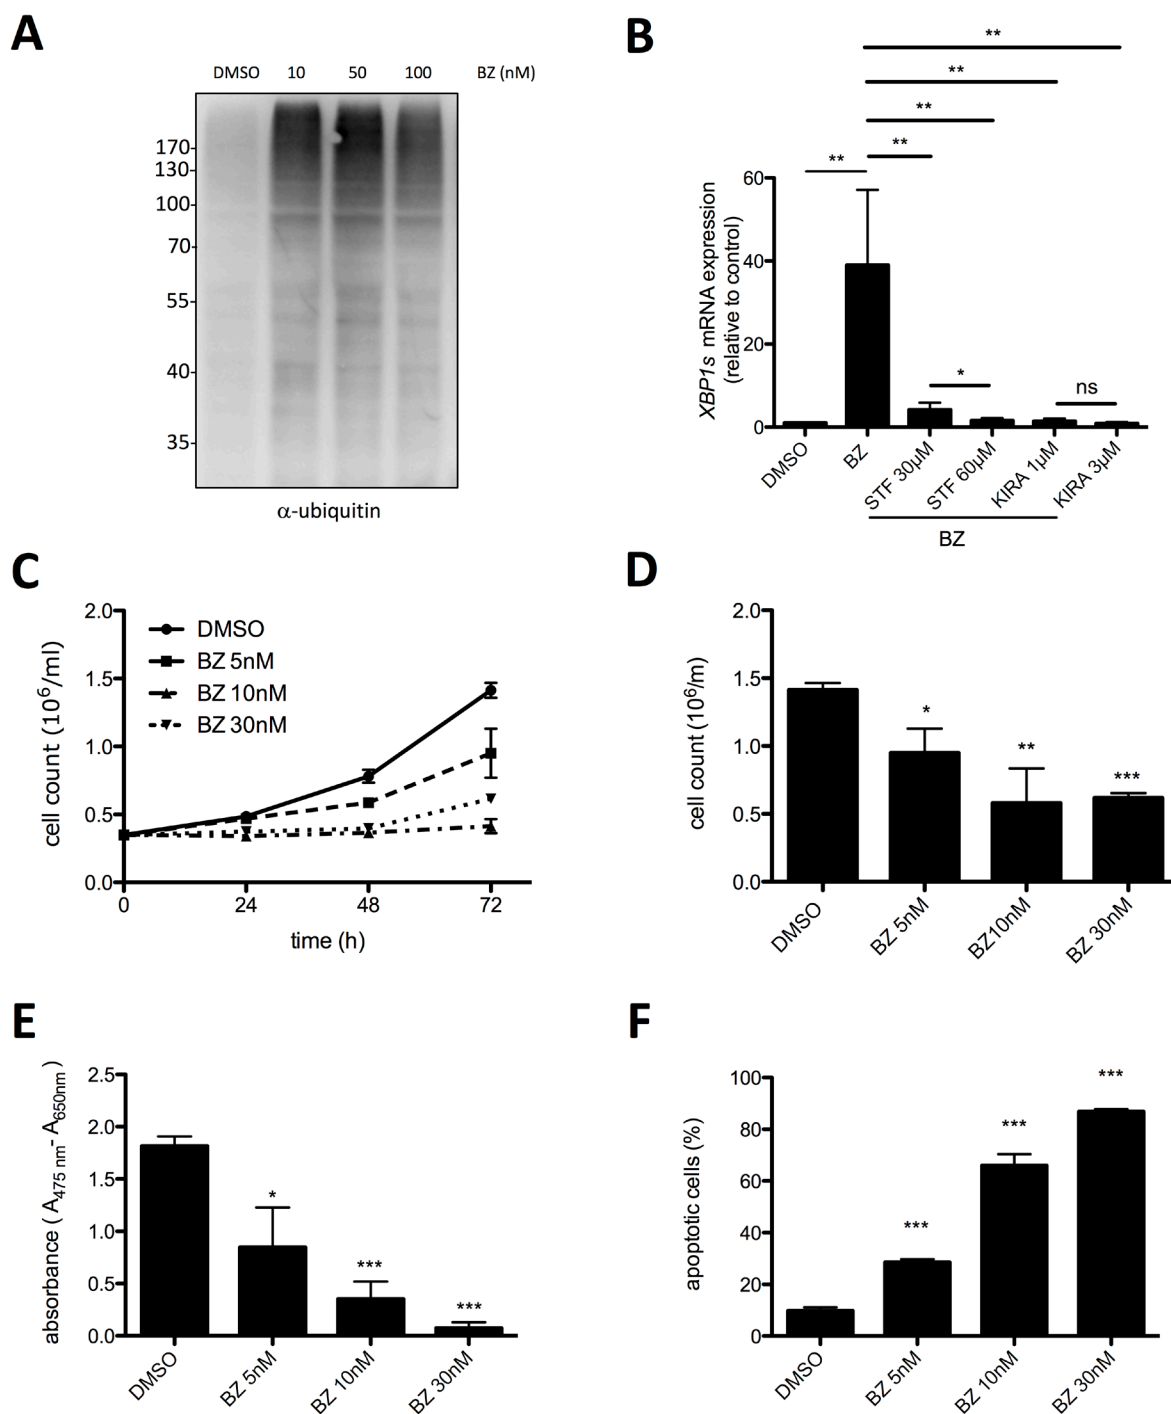 A
DMSO 10 50 100 BZ (nM)
170
130
100
70
55
40
35
α-ubiquitin
B
**
**
**
**
**
XBP1s mRNA expression
(relative to control)
60
40
20
0
*
ns
DMSO
BZ
STF 30µM
STF 60µM
KIRA 1µM
KIRA 3µM
BZ
C
cell count (10⁶/ml)
2.0
1.5
1.0
0.5
0.0
DMSO
BZ 5nM
BZ 10nM
BZ 30nM
0 24 48 72
time (h)
D
cell count (10⁶/m)
2.0
1.5
1.0
0.5
0.0
*
**
***
DMSO
BZ 5nM
BZ10nM
BZ 30nM
E
absorbance ( A475 nm- A650nm )
2.5
2.0
1.5
1.0
0.5
0.0
*
***
***
DMSO
BZ 5nM
BZ 10nM
BZ 30nM
F
apoptotic cells (%)
100
80
60
40
20
0
***
***
***
DMSO
BZ 5nM
BZ 10nM
BZ 30nM